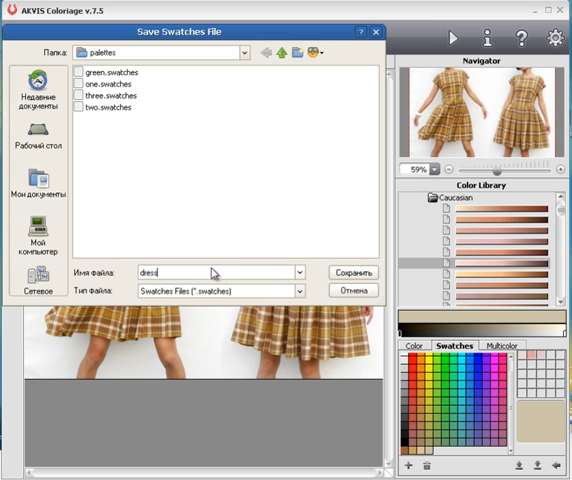 AKVIS Coloriage v.7.5
Save Swatches File
Папка:
palettes
green.swatches
one.swatches
three.swatches
two.swatches
Недавние
документы
Рабочий стол
Мои документы
Мой
компьютер
Сетевое
Имя файла:
dress
Сохранить
Тип файла:
Swatches Files (*.swatches)
Отмена
Navigator
59%
Color Library
Caucasian
Color
Swatches
Multicolor